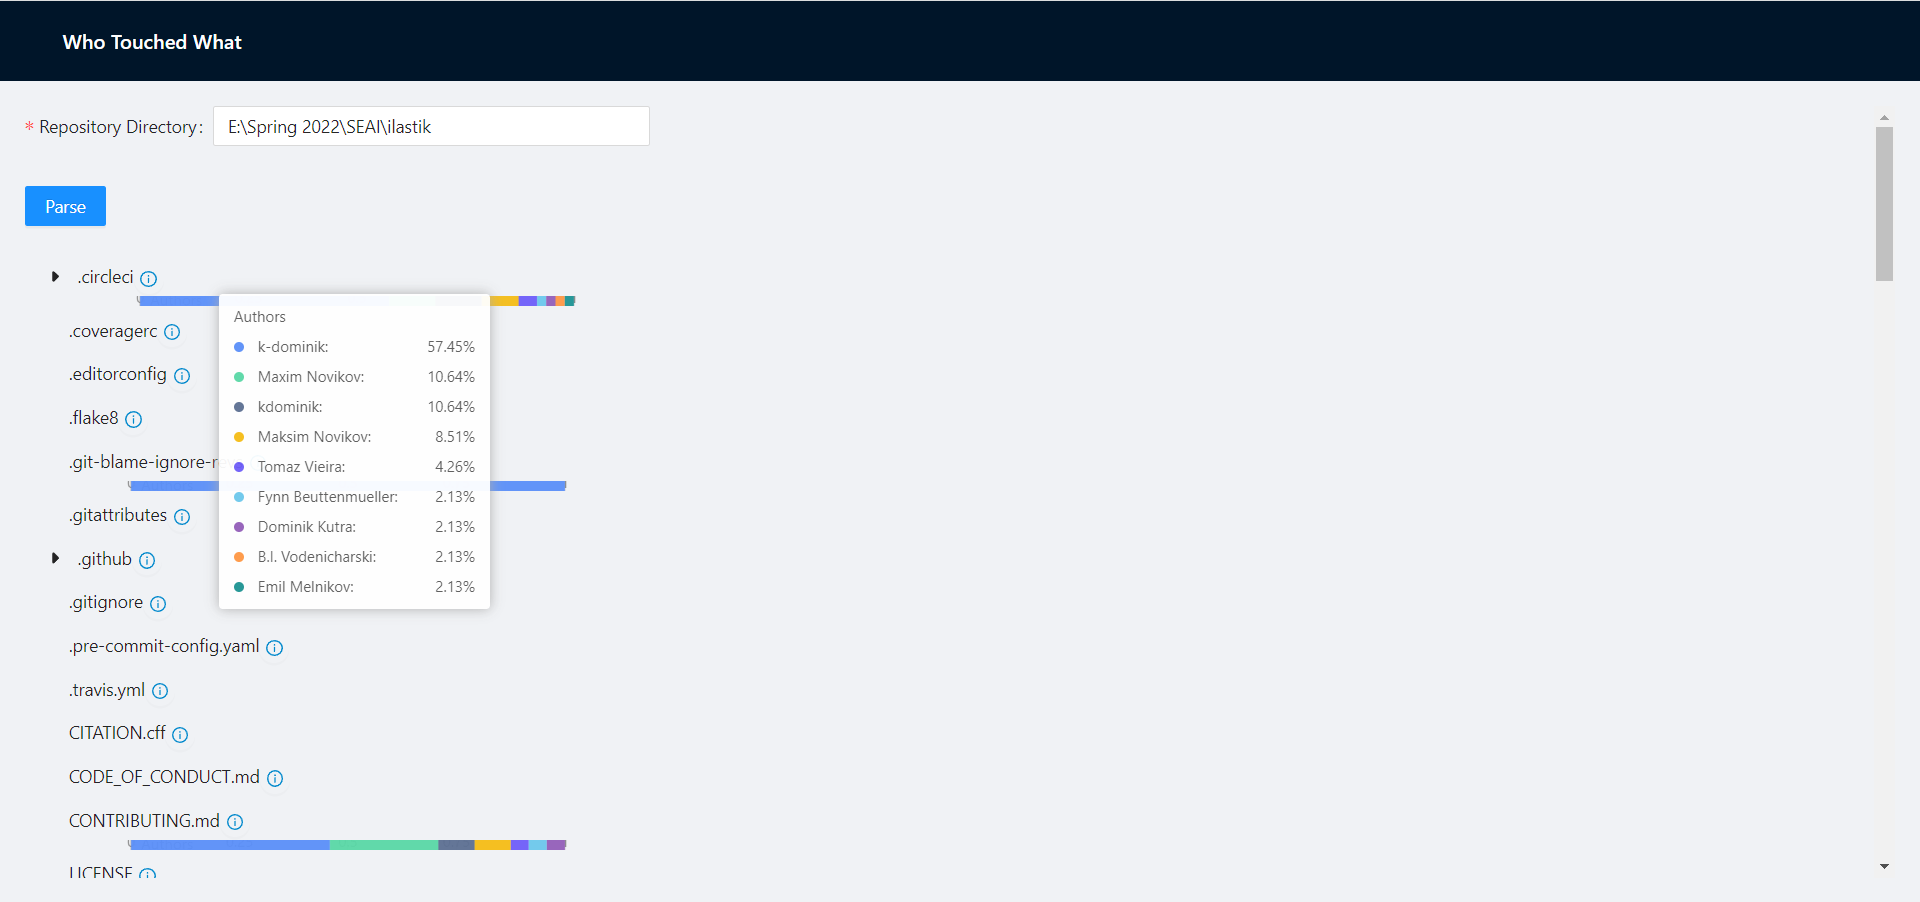 Who Touched What
* Repository Directory: E:\Spring 2022\SEAI\ilastik
Parse
.circleci
.coveragerc
.editorconfig
.flake8
.git-blame-ignore-r
.gitattributes
.github
.gitignore
.pre-commit-config.yaml
.travis.yml
CITATION.cff
CODE_OF_CONDUCT.md
CONTRIBUTING.md
LICENSE
Authors
k-dominik: 57.45%
Maxim Novikov: 10.64%
kdominik: 10.64%
Maksim Novikov: 8.51%
Tomaz Vieira: 4.26%
Fynn Beuttenmueller: 2.13%
Dominik Kutra: 2.13%
B.I. Vodenicharski: 2.13%
Emil Melnikov: 2.13%